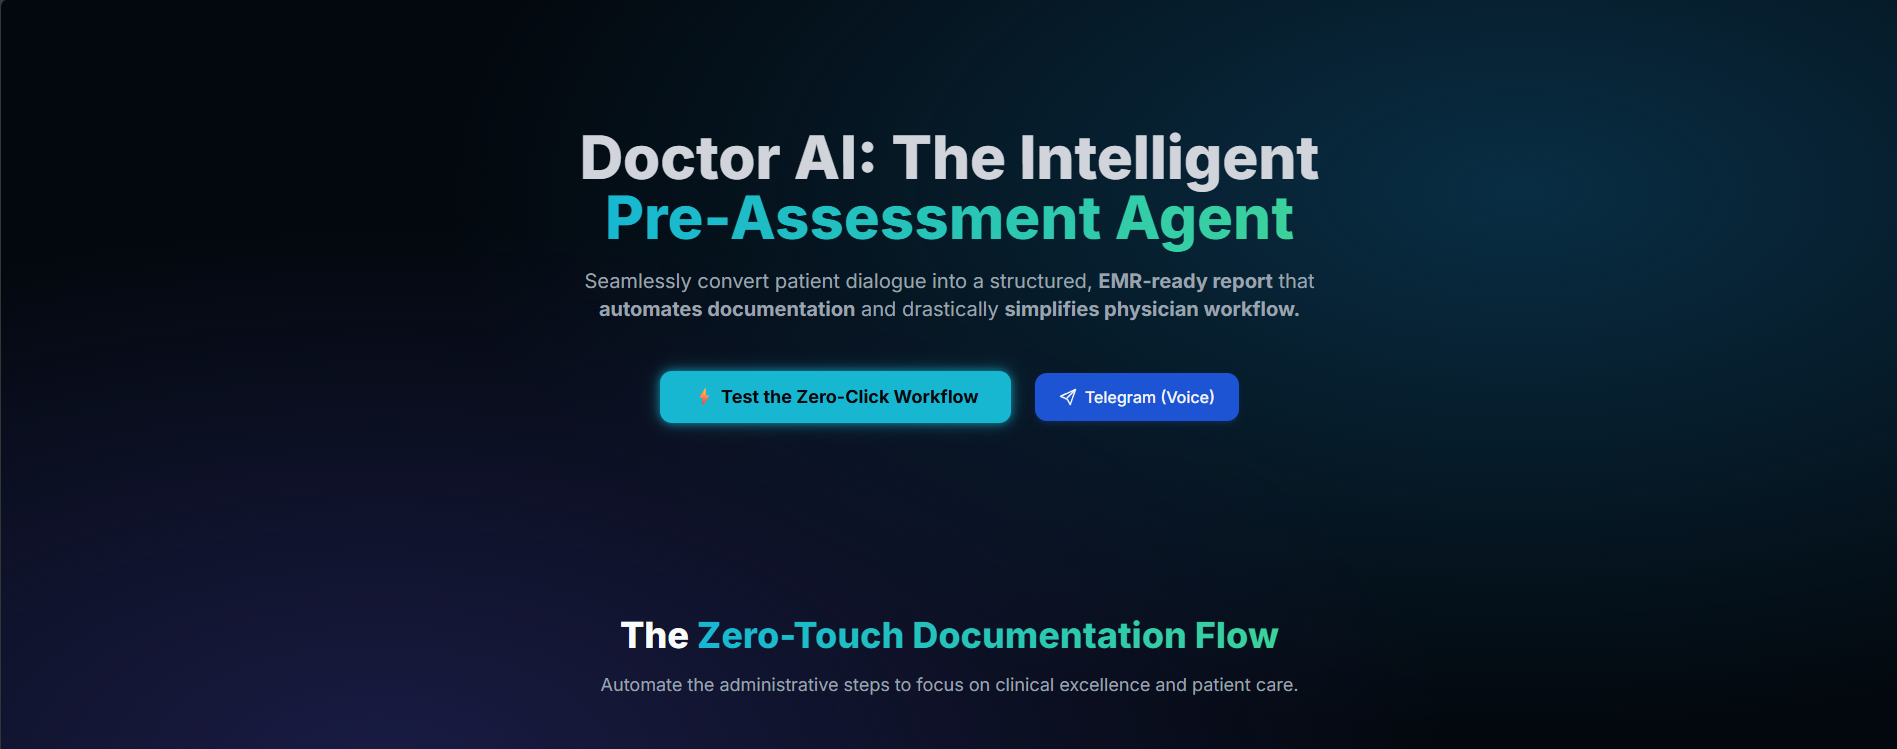 Doctor AI: The Intelligent
Pre-Assessment Agent
Seamlessly convert patient dialogue into a structured, EMR-ready report that
automates documentation and drastically simplifies physician workflow.
Test the Zero-Click Workflow
Telegram (Voice)
The Zero-Touch Documentation Flow
Automate the administrative steps to focus on clinical excellence and patient care.